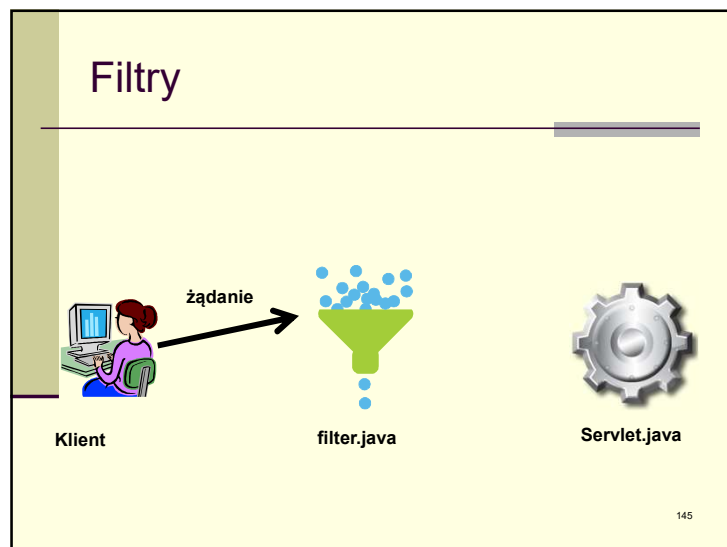 Filtry
żądanie
Klient
filter.java
Servlet.java
145